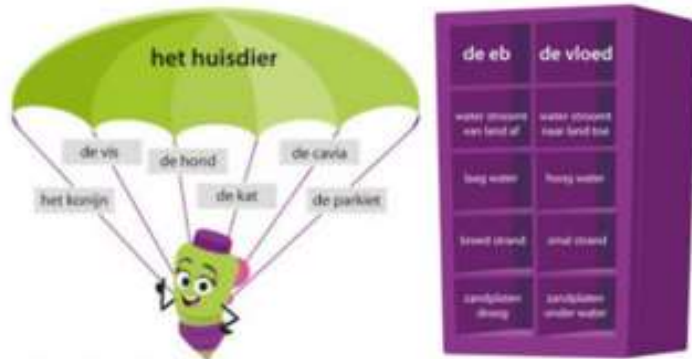 het huisdier
de vis
de hond
de cavia
het konijn
de kat
de parkiet
de eb
de vloed
water stroomt
van land af
water stroomt
naar land toe
laag water
hoog water
breed strand
smal strand
zandplaten
droog
zandplaten
onder water